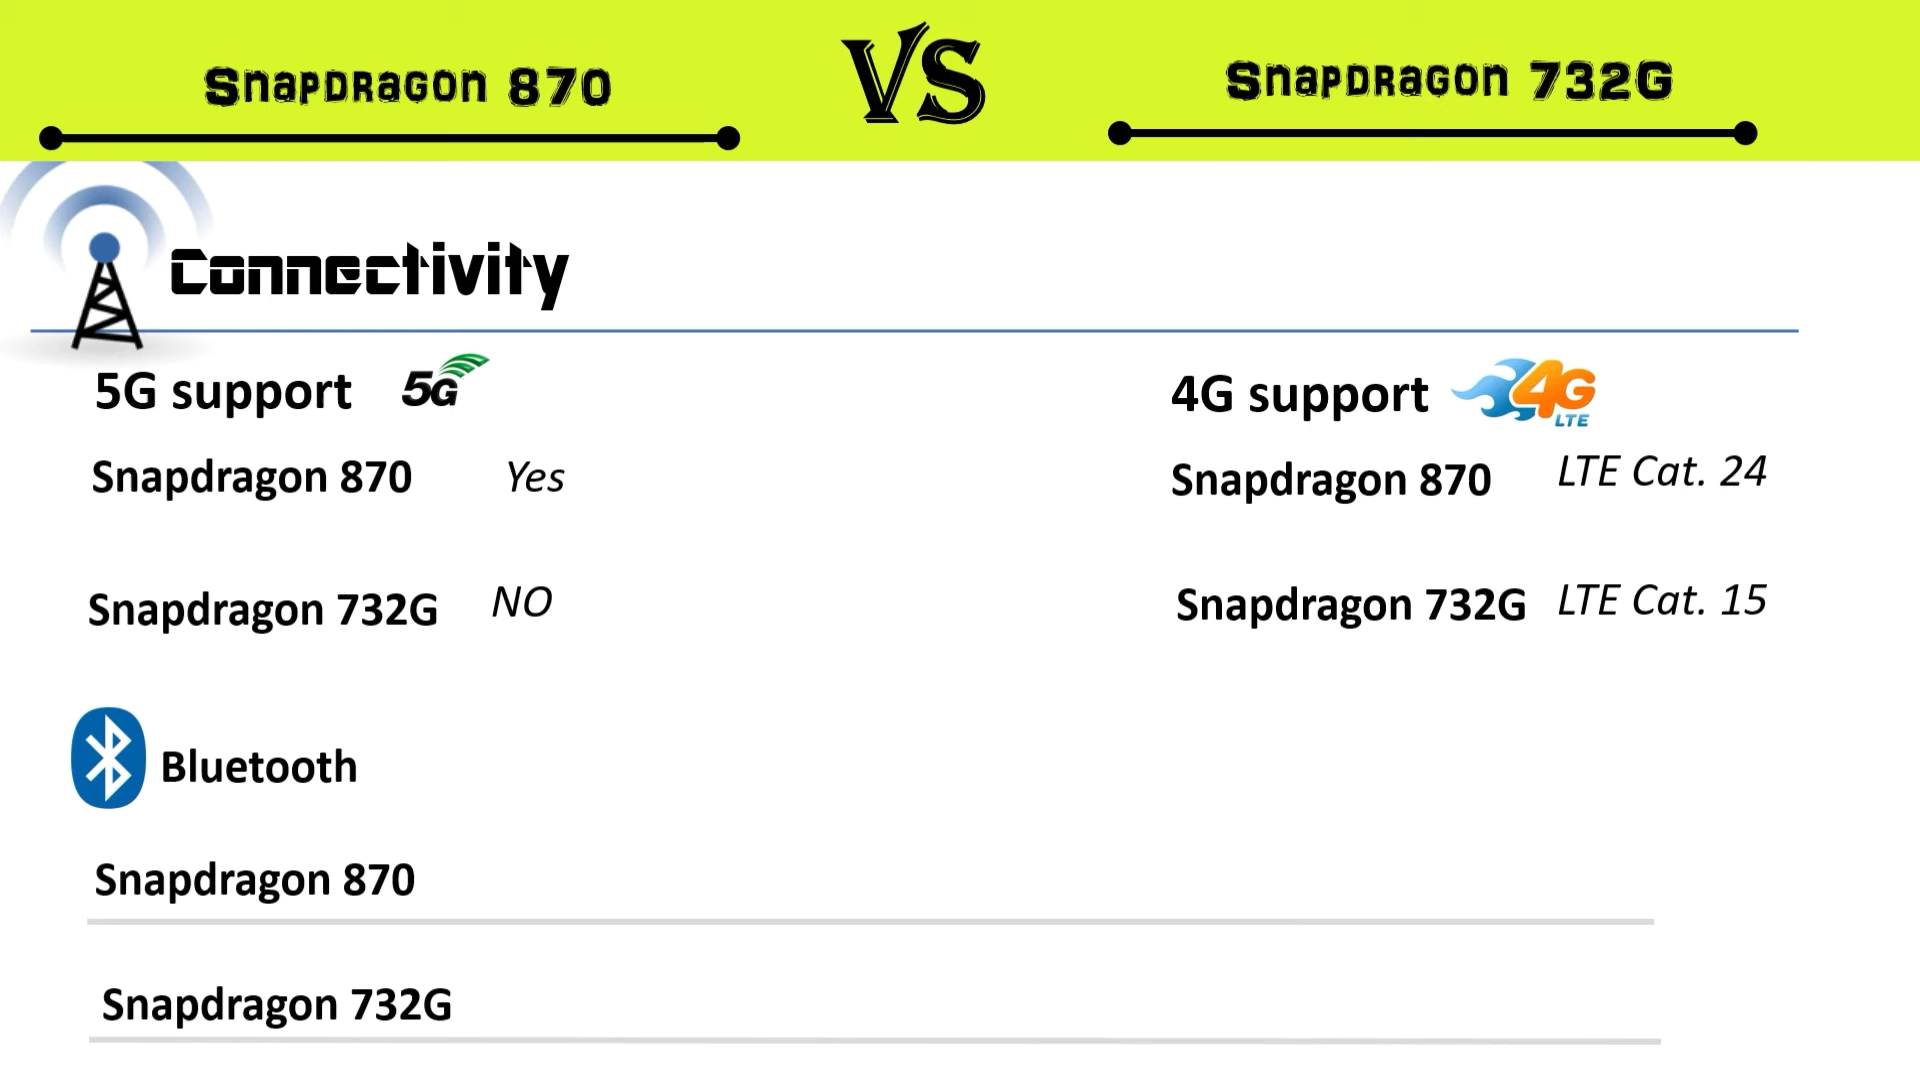 Snapdragon 870
VS
Snapdragon 732G
Connectivity
5G support 5G
Snapdragon 870 Yes
Snapdragon 732G NO
4G support 4G LTE
Snapdragon 870 LTE Cat. 24
Snapdragon 732G LTE Cat. 15
Bluetooth
Snapdragon 870
Snapdragon 732G